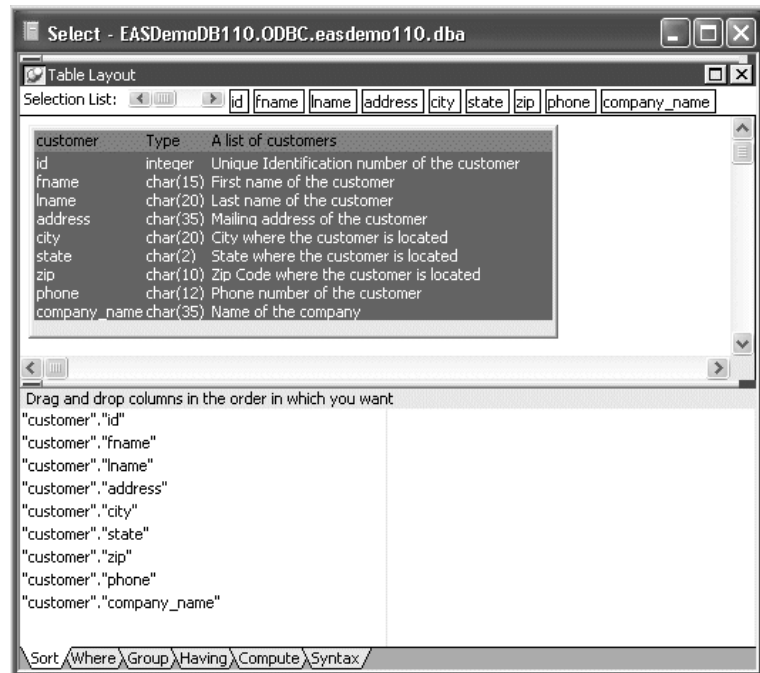 Select - EASDemoDB110.ODBC.easdemo110.dba
Table Layout
Selection List: id fname lname address city state zip phone company_name
customer Type A list of customers
id integer Unique Identification number of the customer
fname char(15) First name of the customer
lname char(20) Last name of the customer
address char(35) Mailing address of the customer
city char(20) City where the customer is located
state char(2) State where the customer is located
zip char(10) Zip Code where the customer is located
phone char(12) Phone number of the customer
company_name char(35) Name of the company
Drag and drop columns in the order in which you want
"customer"."id"
"customer"."fname"
"customer"."lname"
"customer"."address"
"customer"."city"
"customer"."state"
"customer"."zip"
"customer"."phone"
"customer"."company_name"
Sort Where Group Having Compute Syntax